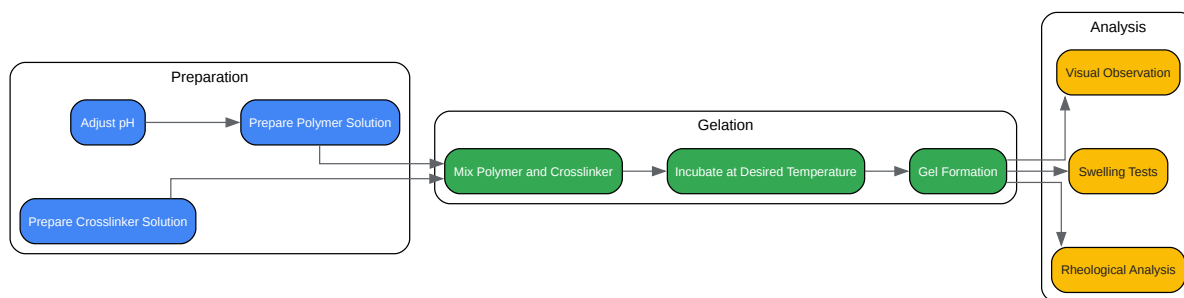 Preparation
Adjust pH
Prepare Polymer Solution
Prepare Crosslinker Solution
Gelation
Mix Polymer and Crosslinker
Incubate at Desired Temperature
Gel Formation
Analysis
Visual Observation
Swelling Tests
Rheological Analysis